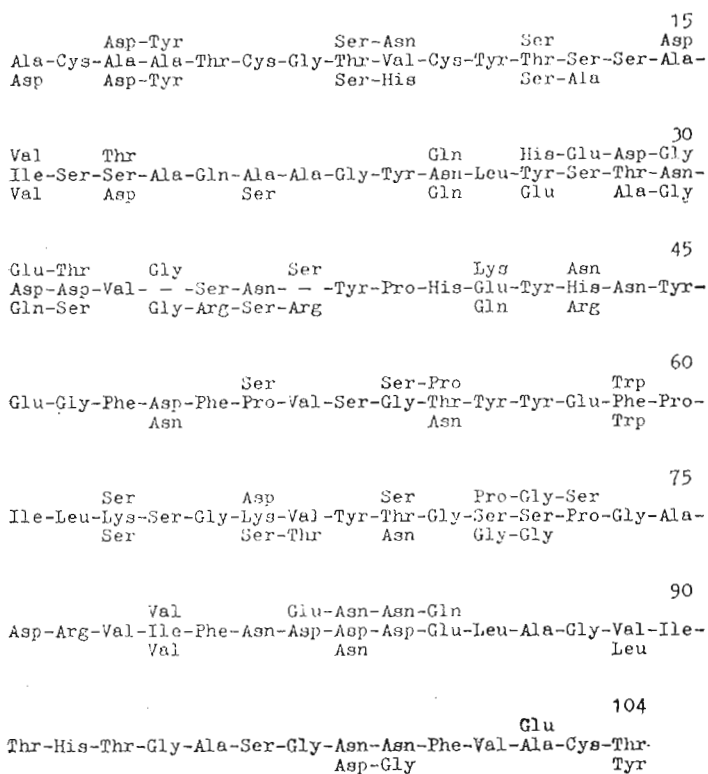 15
Asp-Tyr Ser-Asn Ser Asp
Ala-Cys-Ala-Ala-Thr-Cys-Gly-Thr-Val-Cys-Tyr-Thr-Ser-Ser-Ala-
Asp Asp-Tyr Ser-His Ser-Ala
30
Val Thr Gln His-Glu-Asp-Gly
Ile-Ser-Ser-Ala-Gln-Ala-Ala-Gly-Tyr-Asn-Leu-Tyr-Ser-Thr-Asn-
Val Asp Ser Gln Glu Ala-Gly
45
Glu-Thr Gly Ser Lys Asn
Asp-Asp-Val- - -Ser-Asn- - -Tyr-Pro-His-Glu-Tyr-His-Asn-Tyr-
Gln-Ser Gly-Arg-Ser-Arg Gln Arg
60
Ser Ser-Pro Trp
Glu-Gly-Phe-Asp-Phe-Pro-Val-Ser-Gly-Thr-Tyr-Tyr-Glu-Phe-Pro-
Asn Asn Trp
75
Ser Asp Ser Pro-Gly-Ser
Ile-Leu-Lys-Ser-Gly-Lys-Val-Tyr-Thr-Gly-Ser-Ser-Pro-Gly-Ala-
Ser Ser-Thr Asn Gly-Gly
90
Val Glu-Asn-Asn-Gln
Asp-Arg-Val-Ile-Phe-Asn-Asp-Asp-Asp-Glu-Leu-Ala-Gly-Val-Ile-
Val Asn Leu
104
Glu
Thr-His-Thr-Gly-Ala-Ser-Gly-Asn-Asn-Phe-Val-Ala-Cys-Thr-
Asp-Gly Tyr